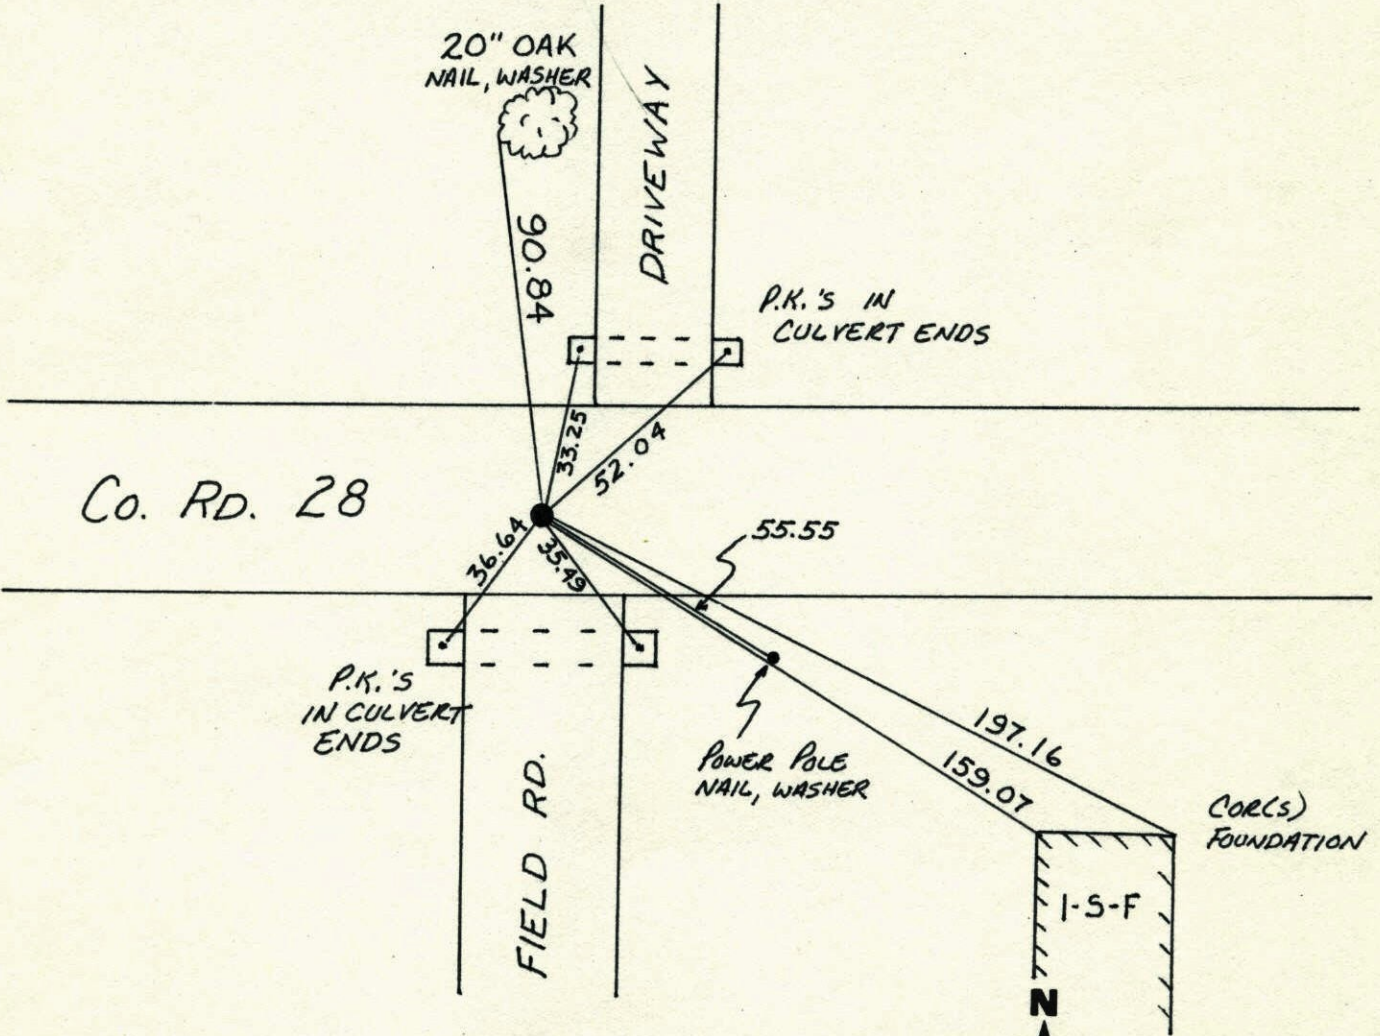 20" OAK
NAIL, WASHER
DRIVEWAY
90.84
P.K.'S IN
CULVERT ENDS
33.25
52.04
Co. RD. 28
36.64
35.49
55.55
P.K.'S
IN CULVERT
ENDS
FIELD RD.
POWER POLE
NAIL, WASHER
197.16
159.07
COR(S)
FOUNDATION
1-S-F
N